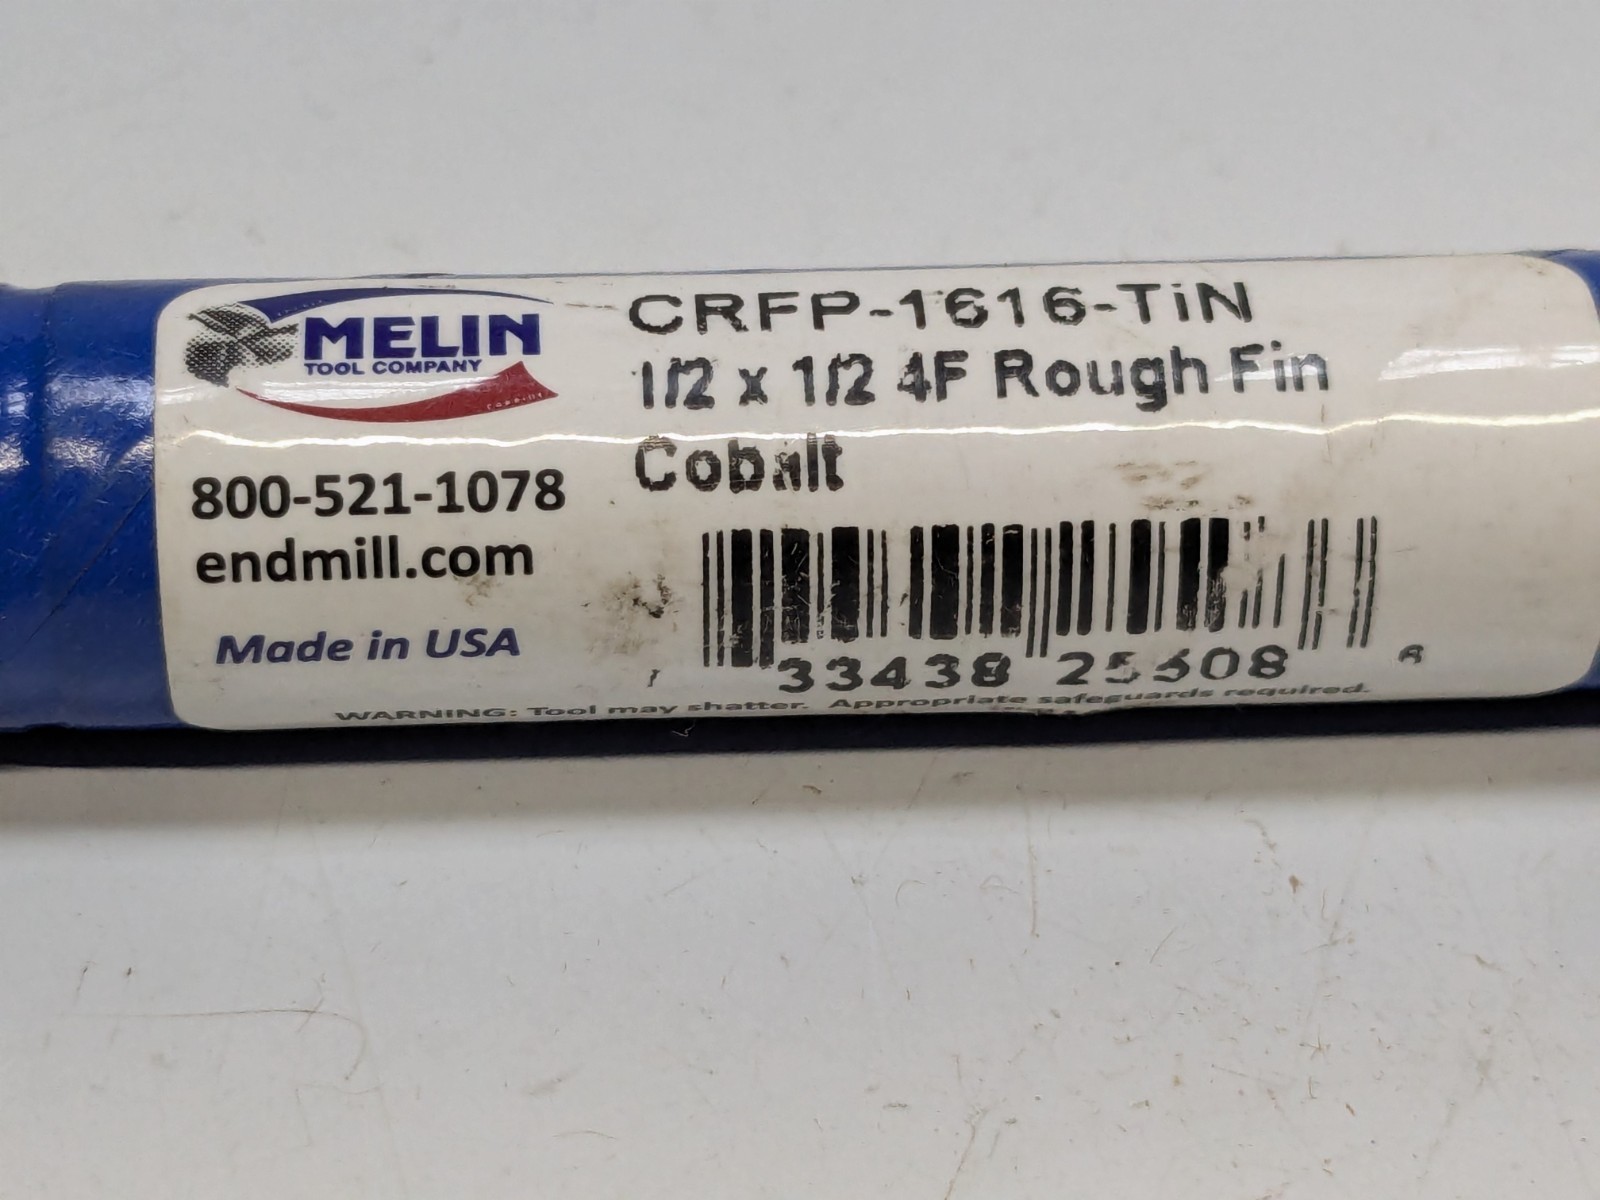 MELIN
TOOL COMPANY
800-521-1078
endmill.com
Made in USA
CRFP-1616-TiN
1/2 x 1/2 4F Rough Fin
Cobalt
33438
WARNING: Tool may shatter. Appropriate safeguards required.